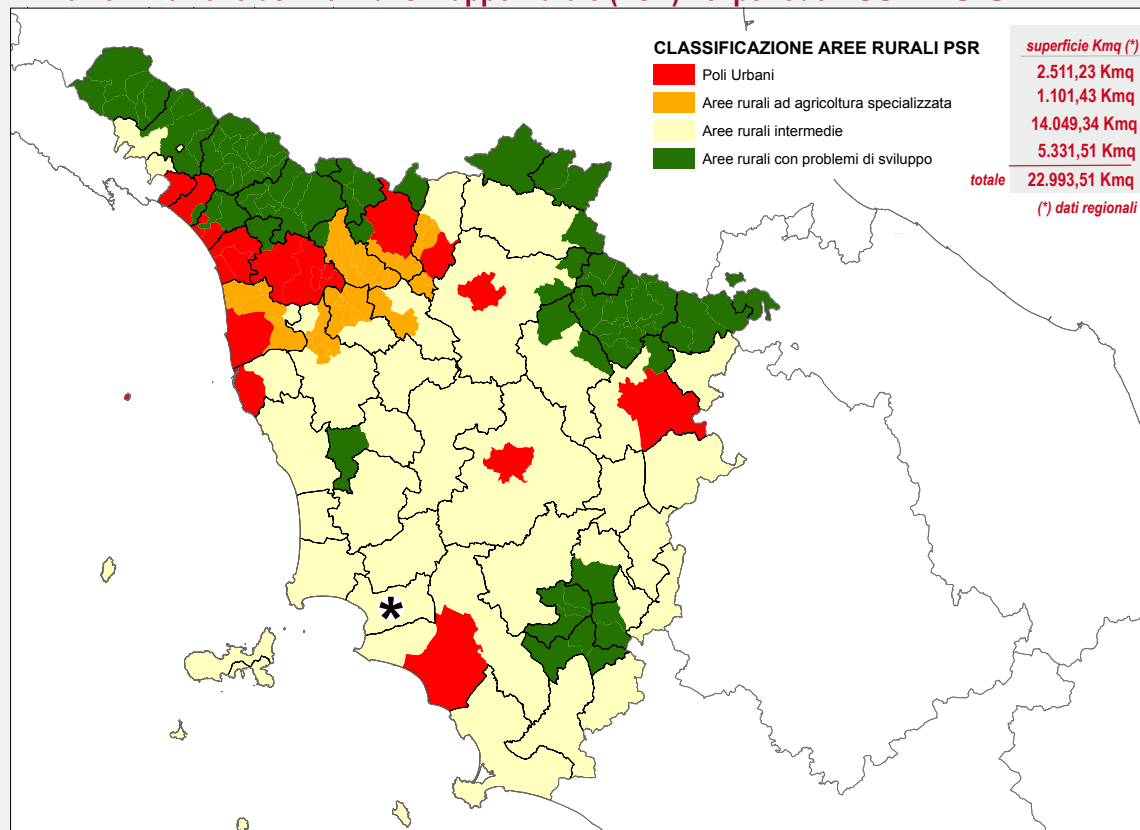 CLASSIFICAZIONE AREE RURALI PSR
superficie Kmq (*)
Poli Urbani
2.511,23 Kmq
Aree rurali ad agricoltura specializzata
1.101,43 Kmq
Aree rurali intermedie
14.049,34 Kmq
Aree rurali con problemi di sviluppo
5.331,51 Kmq
totale 22.993,51 Kmq
(*) dati regionali
*